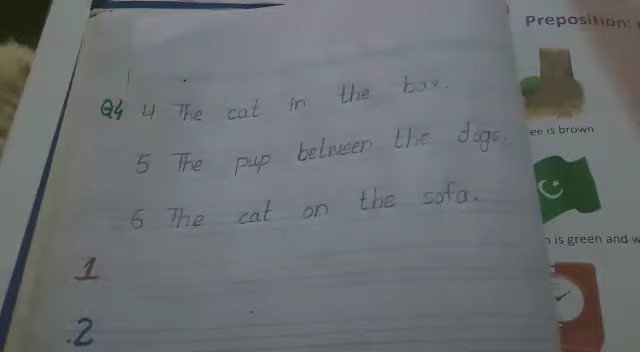 Preposition:
Q4 4 The cat in the box.
ee is brown
5 The pup between the dogs.
6 The cat on the sofa.
is green and w
1
.2